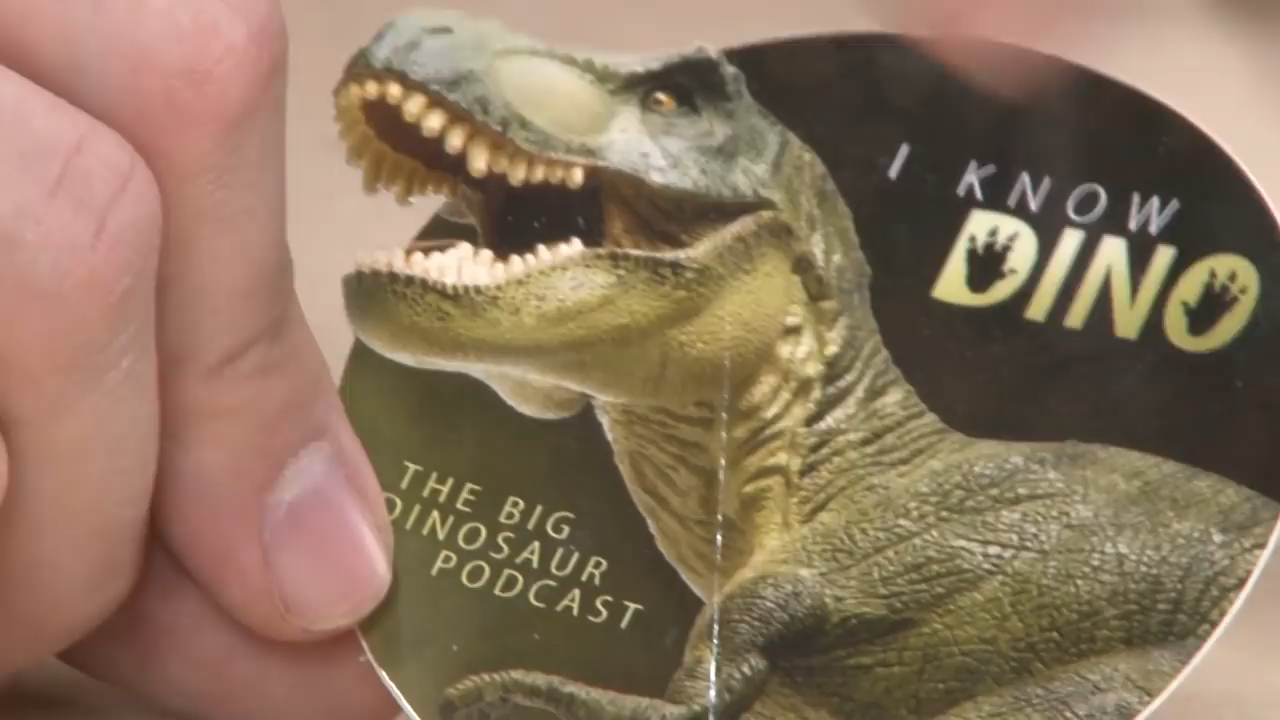 I KNOW
DINO
THE BIG
DINOSAUR
PODCAST